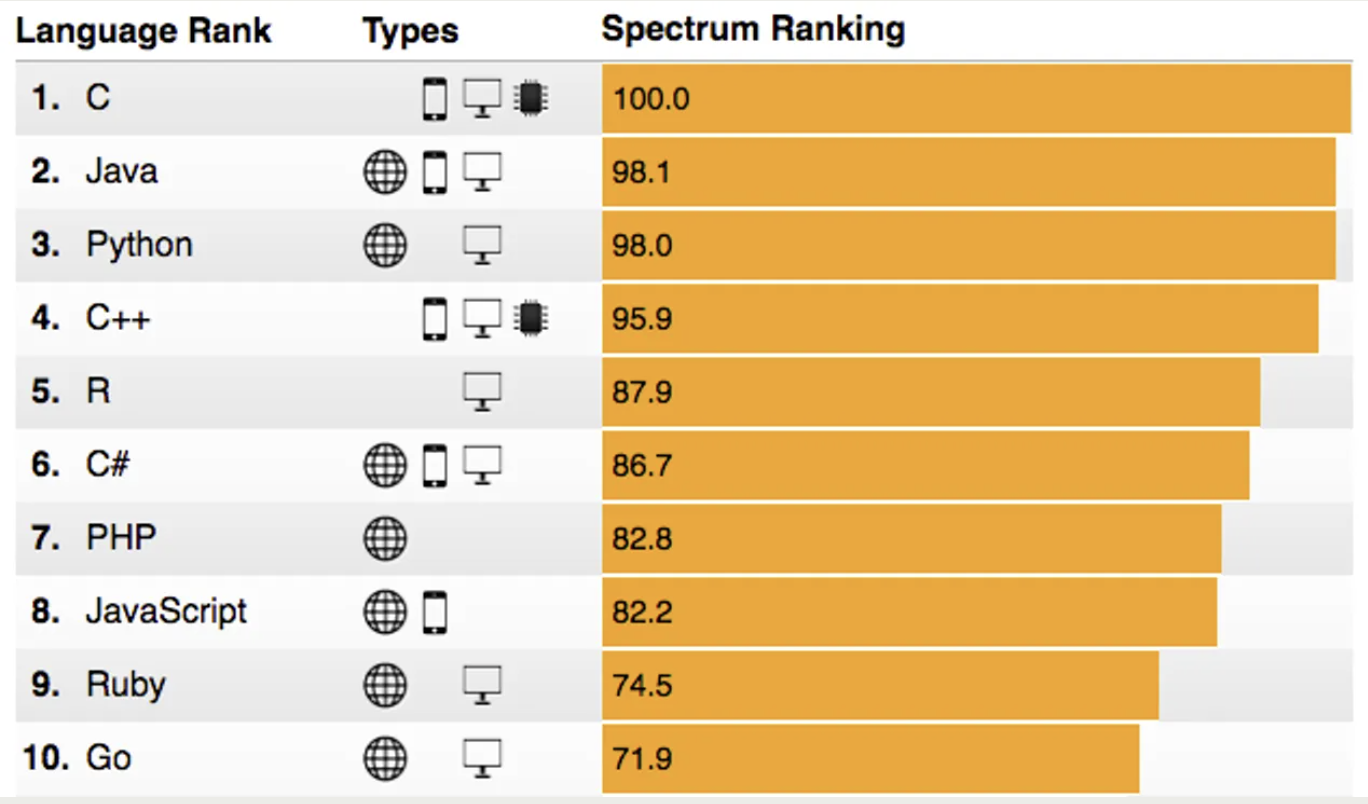 Language Rank Types Spectrum Ranking
1. C 100.0
2. Java 98.1
3. Python 98.0
4. C++ 95.9
5. R 87.9
6. C# 86.7
7. PHP 82.8
8. JavaScript 82.2
9. Ruby 74.5
10. Go 71.9